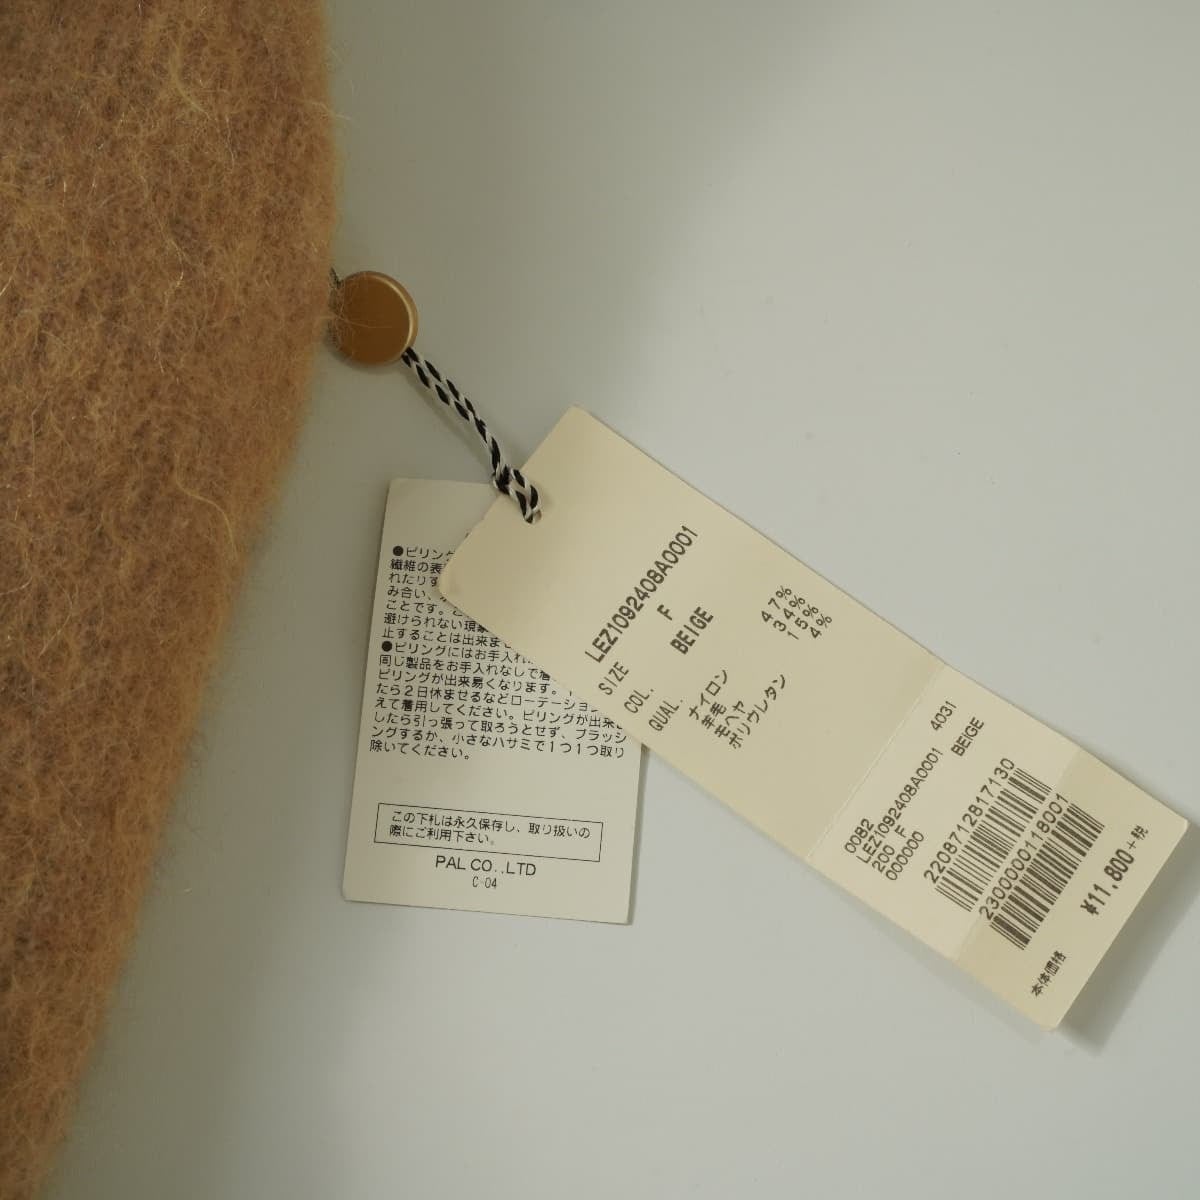 ●ピリング
繊維の表
れたりす
み合い、
ことです。
避けられない現象
止することは出来ま
●ピリングにはお手入れ
同じ製品をお手入れなしで着
ピリングが出来易くなります。
たら2日休ませるなどローテーション
えて着用してください。ピリングが出来ま
したら引っ張って取ろうとせず、ブラッシ
ングするか、小さなハサミで1つ1つ取り
除いてください。
この下札は永久保存し、取り扱いの
際にご利用下さい。
PAL CO.,LTD
C-04
LEZ1092408A0001
SIZE F
COL. BEIGE
QUAL.
ナイロン 47%
羊毛 34%
毛ヘヤ 15%
ポリウレタン 4%
0082 4031
LEZ1092408A0001
200 F BEIGE
000000
2208712817130
2300000118001
本体価格 ¥11,800+税